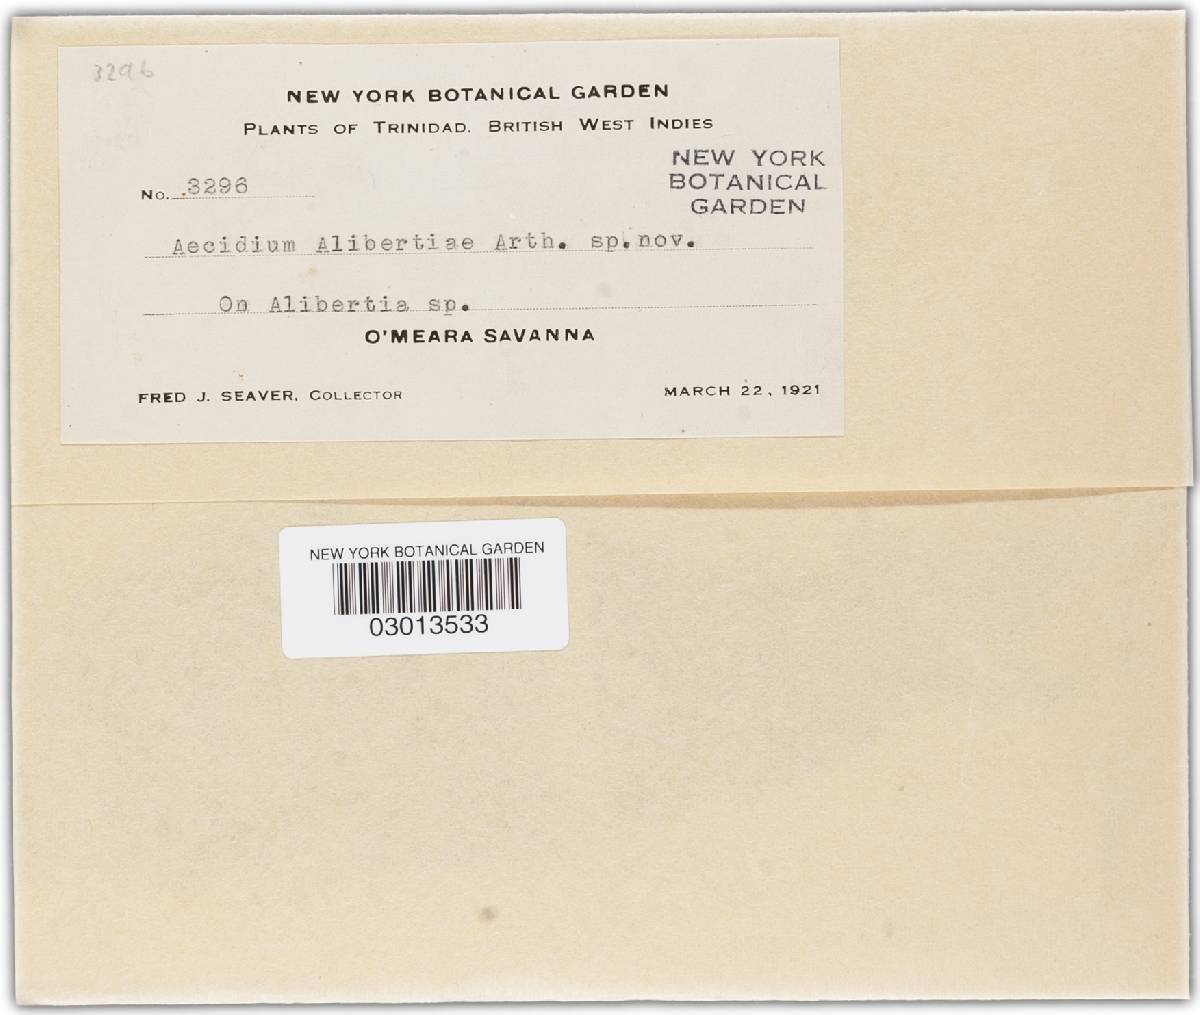 3296
NEW YORK BOTANICAL GARDEN
PLANTS OF TRINIDAD. BRITISH WEST INDIES
NEW YORK
BOTANICAL
GARDEN
No. 3296
Aecidium Alibertiae Arth. sp.nov.
On Alibertia sp.
O'MEARA SAVANNA
FRED J. SEAVER, COLLECTOR MARCH 22, 1921
NEW YORK BOTANICAL GARDEN
03013533